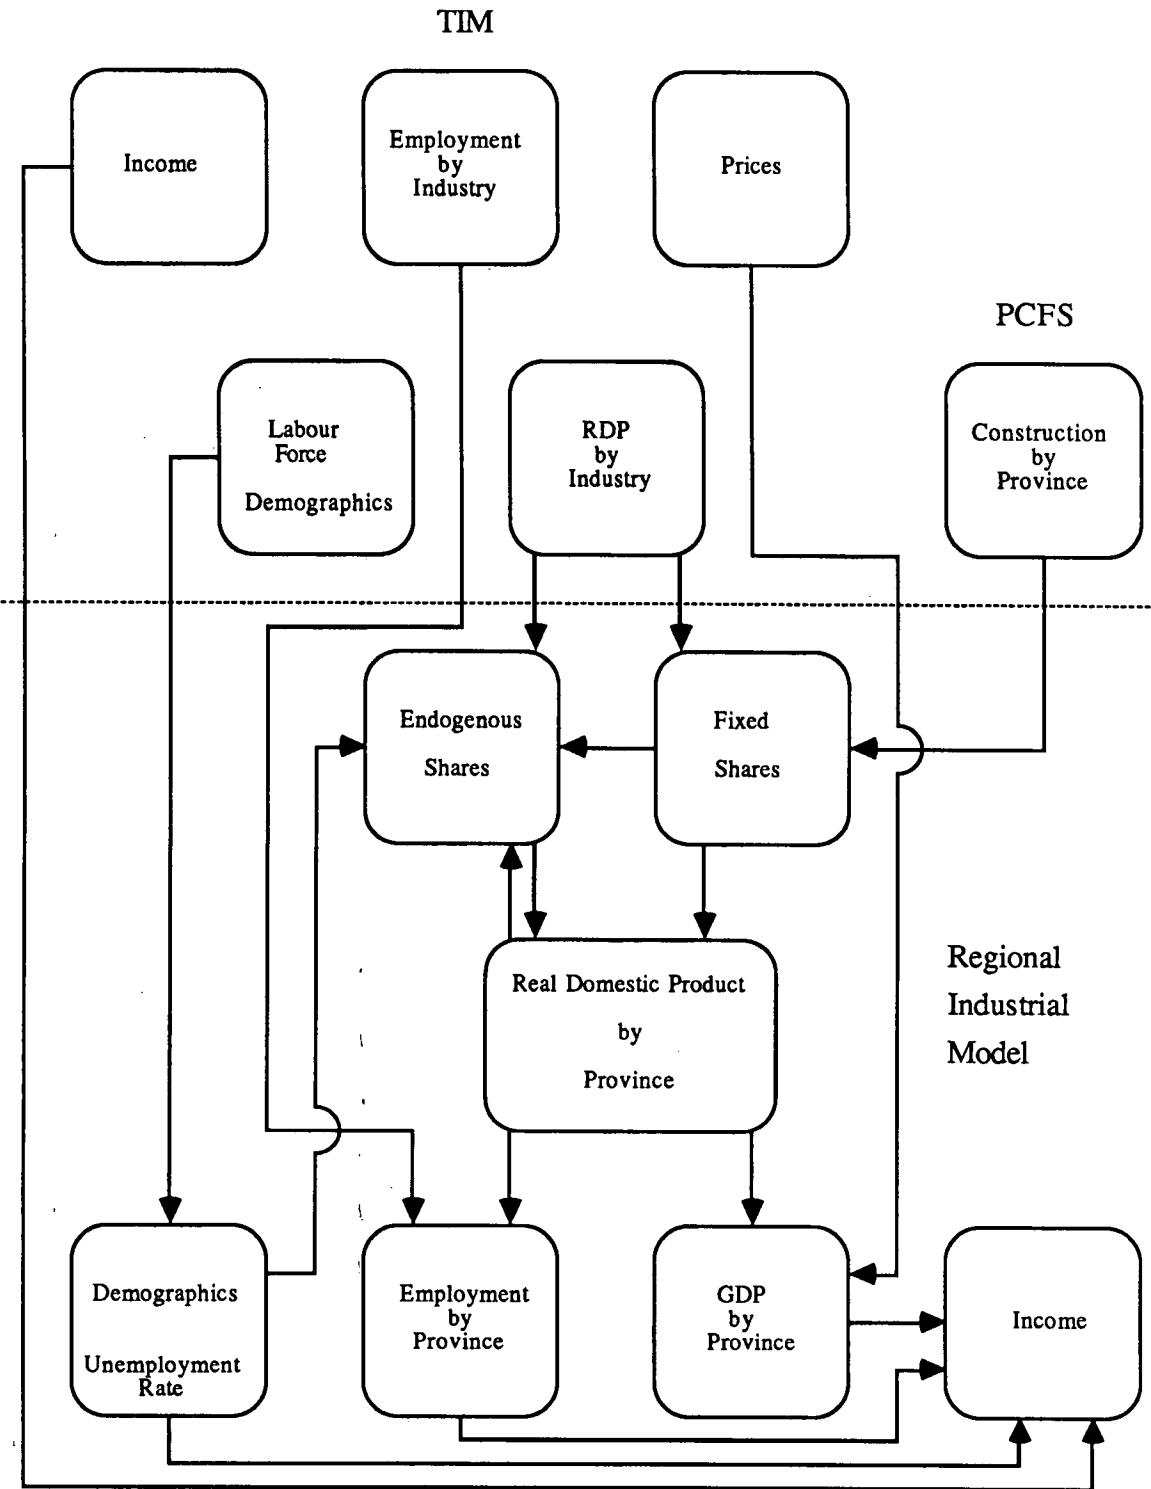 TIM
Income
Employment
by
Industry
Prices
PCFS
Labour
Force
Demographics
RDP
by
Industry
Construction
by
Province
Endogenous
Shares
Fixed
Shares
Real Domestic Product
by
Province
Regional
Industrial
Model
Demographics
Unemployment
Rate
Employment
by
Province
GDP
by
Province
Income